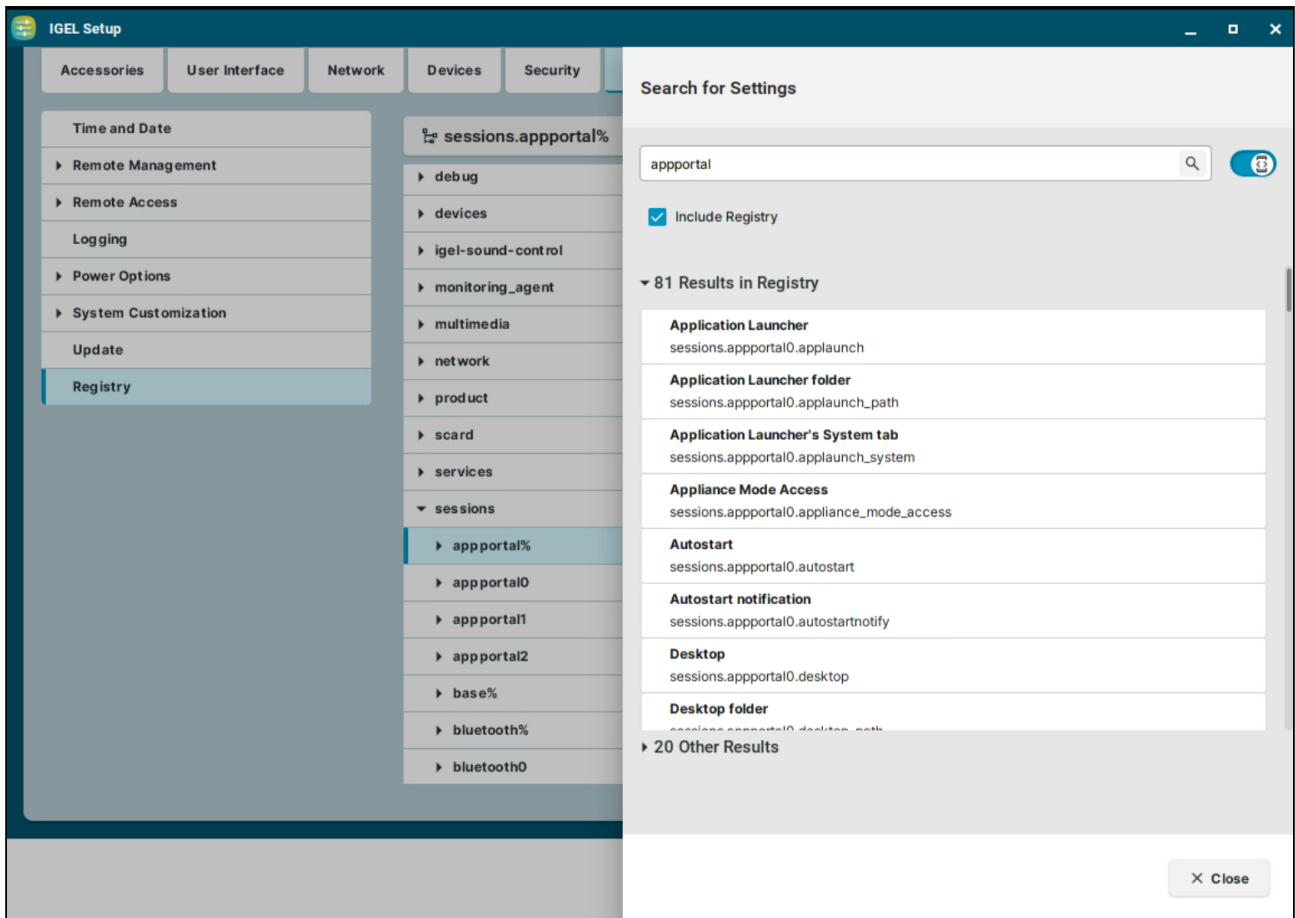 IGEL Setup
Accessories
User Interface
Network
Devices
Security
Time and Date
Remote Management
Remote Access
Logging
Power Options
System Customization
Update
Registry
sessions.appportal%
debug
devices
igel-sound-control
monitoring_agent
multimedia
network
product
scard
services
sessions
appportal%
appportal0
appportal1
appportal2
base%
bluetooth%
bluetooth0
Search for Settings
appportal
Include Registry
81 Results in Registry
Application Launcher
sessions.appportal0.applaunch
Application Launcher folder
sessions.appportal0.applaunch_path
Application Launcher's System tab
sessions.appportal0.applaunch_system
Appliance Mode Access
sessions.appportal0.appliance_mode_access
Autostart
sessions.appportal0.autostart
Autostart notification
sessions.appportal0.autostartnotify
Desktop
sessions.appportal0.desktop
Desktop folder
sessions.appportal0.desktop_path
20 Other Results
Close